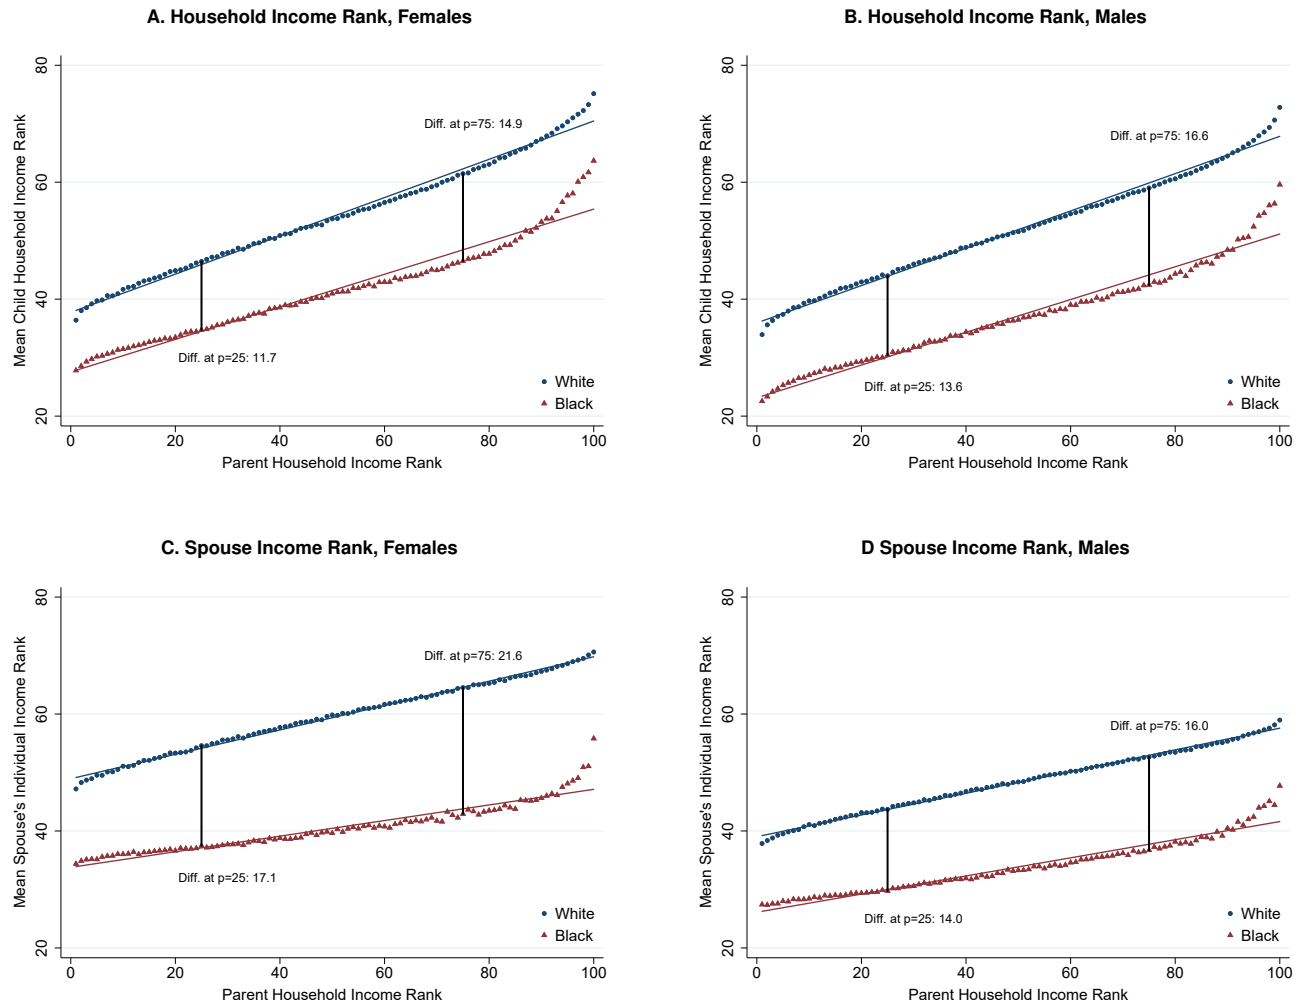 A. Household Income Rank, Females
80
60
40
20
Mean Child Household Income Rank
Diff. at p=75: 14.9
Diff. at p=25: 11.7
White
Black
0 20 40 60 80 100
Parent Household Income Rank
B. Household Income Rank, Males
80
60
40
20
Mean Child Household Income Rank
Diff. at p=75: 16.6
Diff. at p=25: 13.6
White
Black
0 20 40 60 80 100
Parent Household Income Rank
C. Spouse Income Rank, Females
80
60
40
20
Mean Spouse's Individual Income Rank
Diff. at p=75: 21.6
Diff. at p=25: 17.1
White
Black
0 20 40 60 80 100
Parent Household Income Rank
D Spouse Income Rank, Males
80
60
40
20
Mean Spouse's Individual Income Rank
Diff. at p=75: 16.0
Diff. at p=25: 14.0
White
Black
0 20 40 60 80 100
Parent Household Income Rank